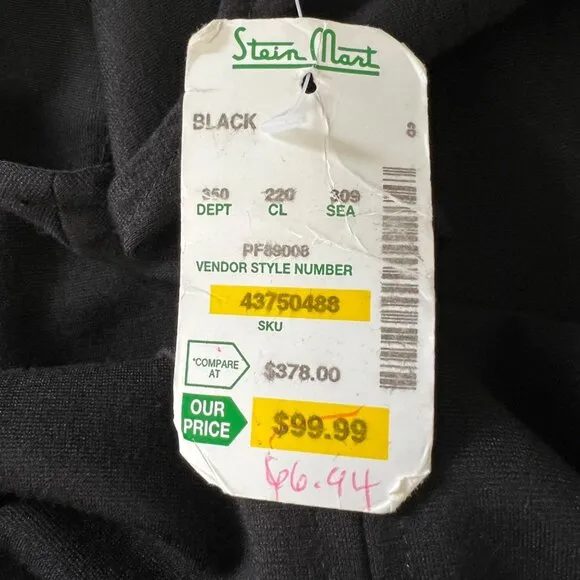 Stein Mart
BLACK 8
350 220 309
DEPT CL SEA
PF89008
VENDOR STYLE NUMBER
43750488
SKU
*COMPARE AT $378.00
OUR PRICE $99.99
$6.94